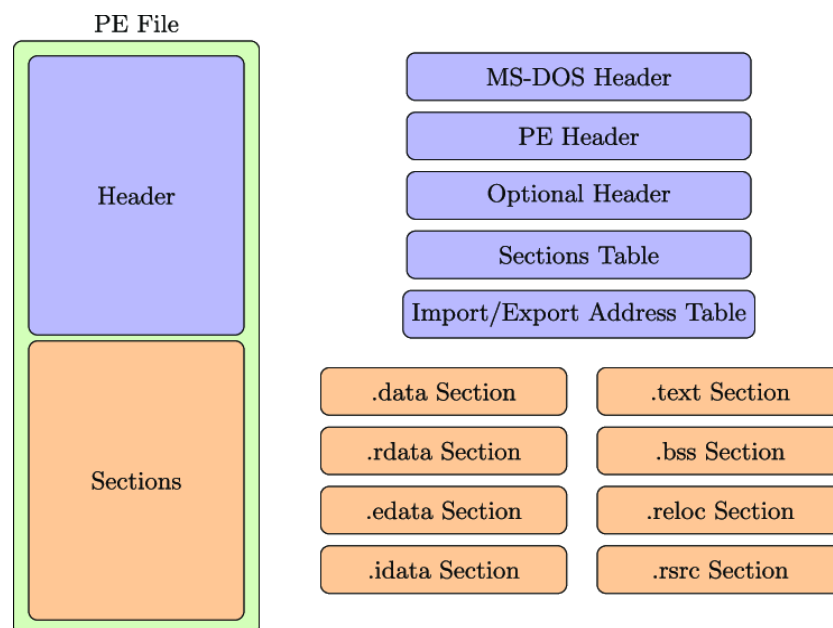 PE File
Header
Sections
MS-DOS Header
PE Header
Optional Header
Sections Table
Import/Export Address Table
.data Section
.text Section
.rdata Section
.bss Section
.edata Section
.reloc Section
.idata Section
.rsrc Section